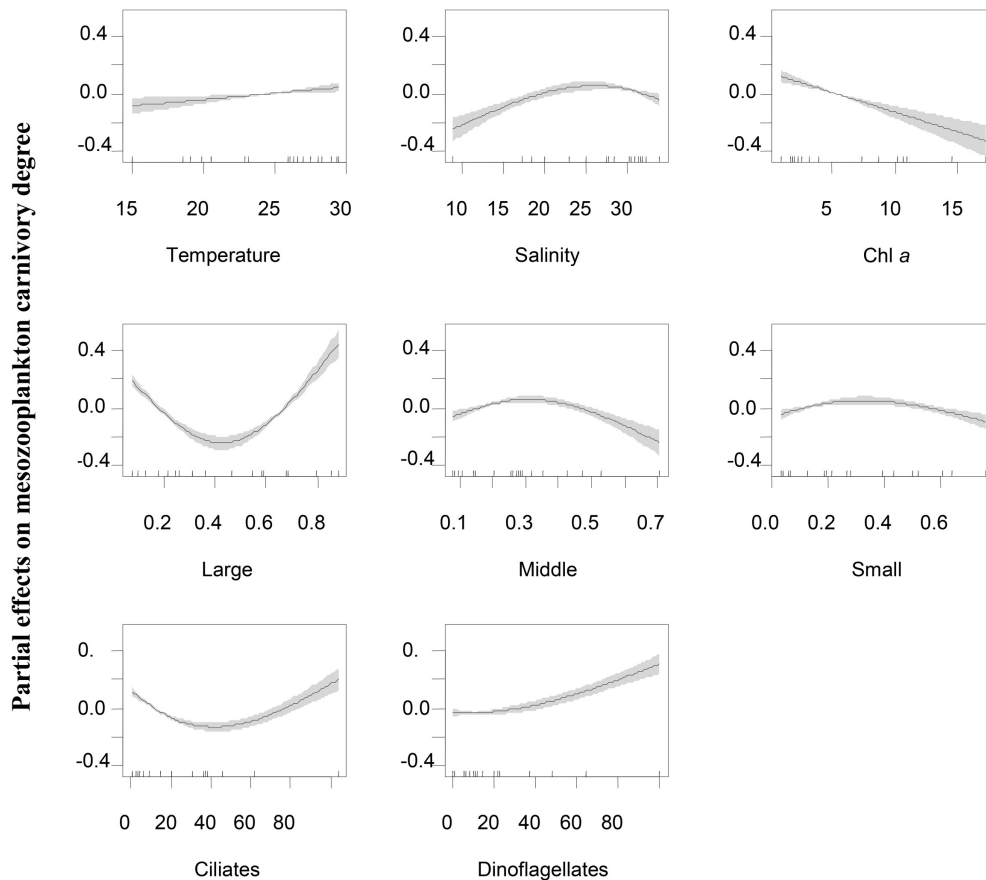 Partial effects on mesozooplankton carnivory degree
0.4
0.0
-0.4
15 20 25 30
Temperature
0.4
0.0
-0.4
10 15 20 25 30
Salinity
0.4
0.0
-0.4
5 10 15
Chl a
0.4
0.0
-0.4
0.2 0.4 0.6 0.8
Large
0.4
0.0
-0.4
0.1 0.3 0.5 0.7
Middle
0.4
0.0
-0.4
0.0 0.2 0.4 0.6
Small
0.
0.0
-0.4
0 20 40 60 80
Ciliates
0.
0.0
-0.4
0 20 40 60 80
Dinoflagellates